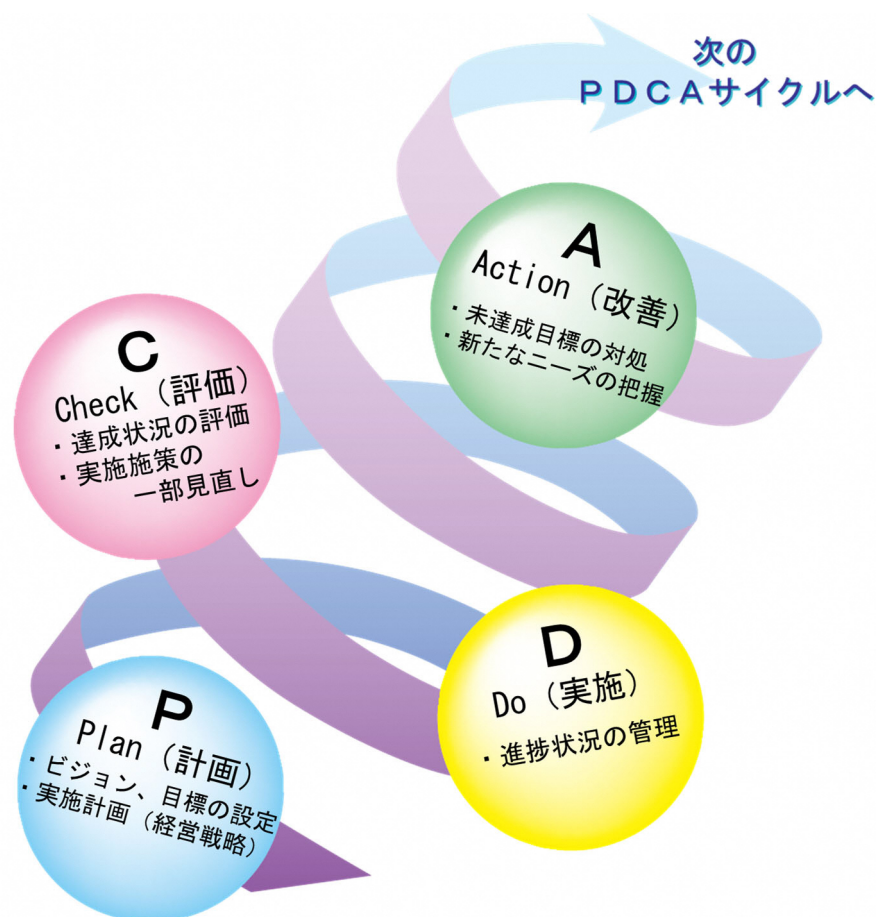 次の
PDCAサイクルへ
A
Action（改善）
・未達成目標の対処
・新たなニーズの把握
C
Check（評価）
・達成状況の評価
・実施施策の
一部見直し
D
Do（実施）
・進捗状況の管理
P
Plan（計画）
・ビジョン、目標の設定
・実施計画（経営戦略）